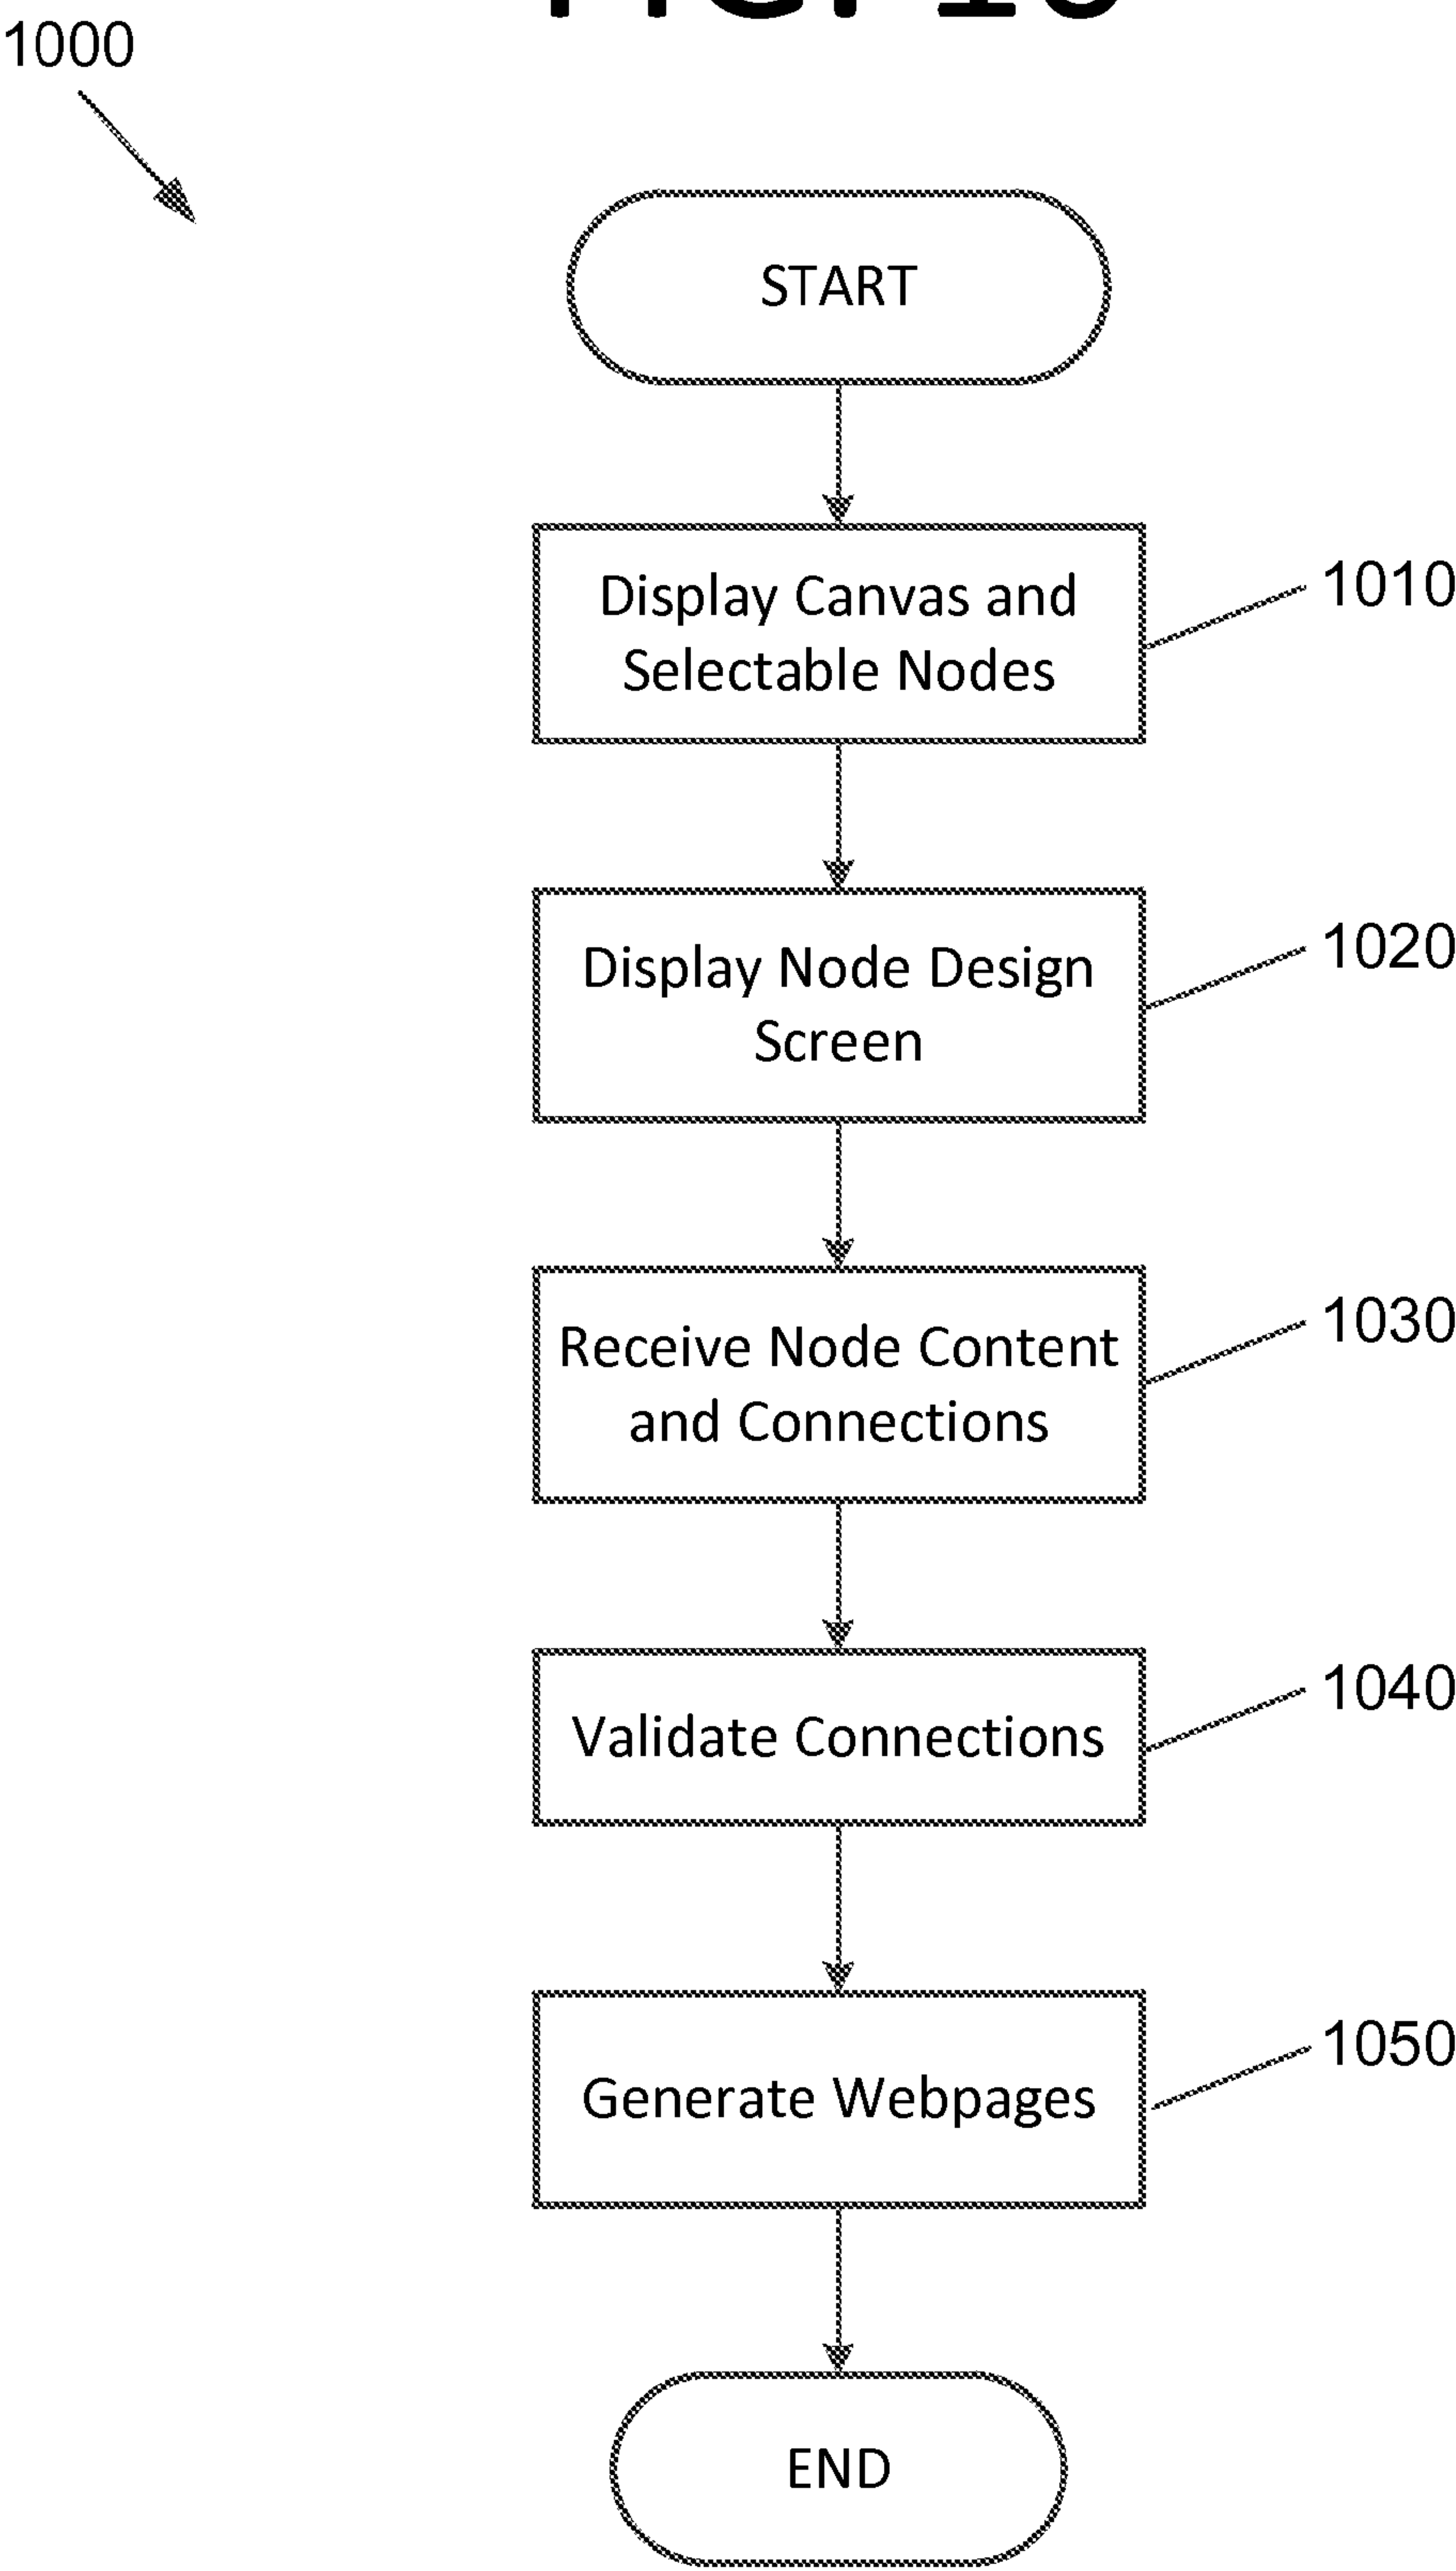 1000
START
Display Canvas and
Selectable Nodes
1010
Display Node Design
Screen
1020
Receive Node Content
and Connections
1030
Validate Connections
1040
Generate Webpages
1050
END